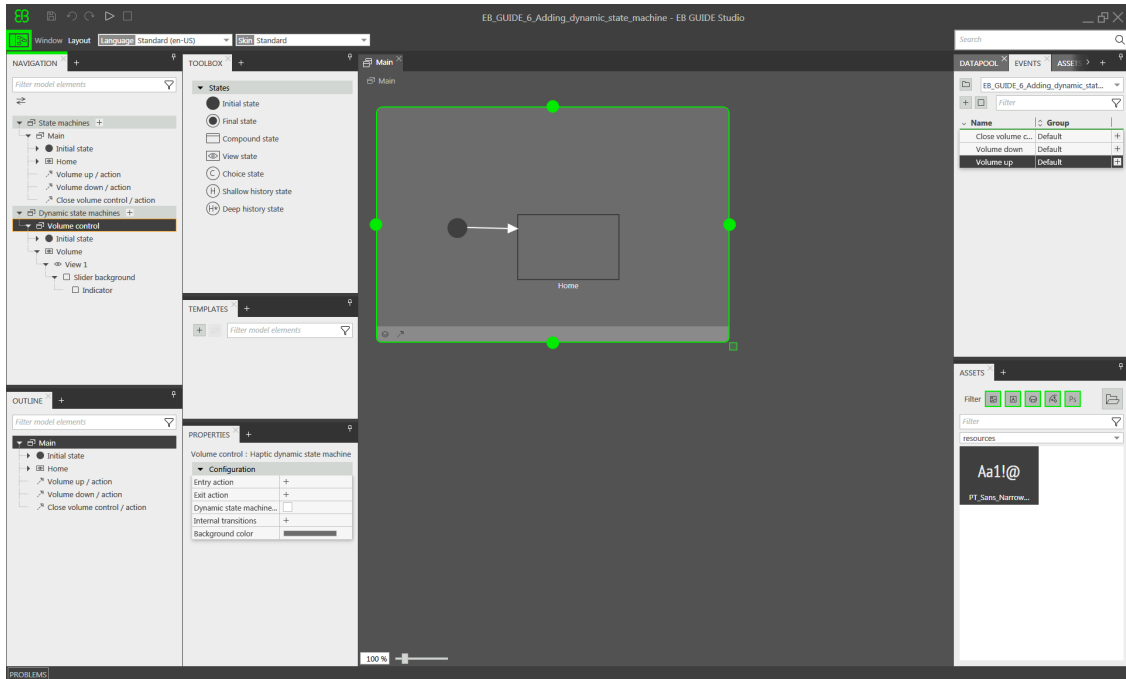 EB_GUIDE_6_Adding_dynamic_state_machine - EB GUIDE Studio
Window Layout Language Standard (en-US) Skin Standard
Search
NAVIGATION
Filter model elements
State machines
Main
Initial state
Home
Volume up / action
Volume down / action
Close volume control / action
Dynamic state machines
Volume control
Initial state
Volume
View 1
Slider background
Indicator
OUTLINE
Filter model elements
Main
Initial state
Home
Volume up / action
Volume down / action
Close volume control / action
TOOLBOX
States
Initial state
Final state
Compound state
View state
C Choice state
H Shallow history state
H* Deep history state
TEMPLATES
Filter model elements
PROPERTIES
Volume control : Haptic dynamic state machine
Configuration
Entry action +
Exit action +
Dynamic state machine...
Internal transitions +
Background color
Main
Main
Home
100 %
DATAPOOL EVENTS ASSETS
EB_GUIDE_6_Adding_dynamic_stat...
Filter
Name Group
Close volume c... Default +
Volume down Default +
Volume up Default +
ASSETS
Filter A Ps
Filter
resources
Aa1!@
PT_Sans_Narrow...
PROBLEMS